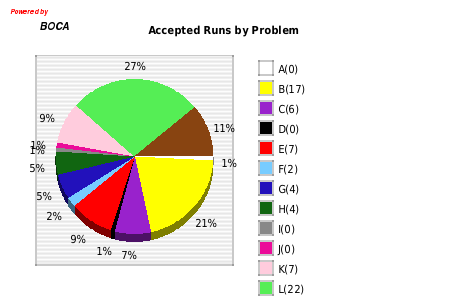 Powered by
BOCA
Accepted Runs by Problem
27%
9%
11%
1%
1%
1%
5%
5%
2%
21%
9%
1%
7%
A(0)
B(17)
C(6)
D(0)
E(7)
F(2)
G(4)
H(4)
I(0)
J(0)
K(7)
L(22)